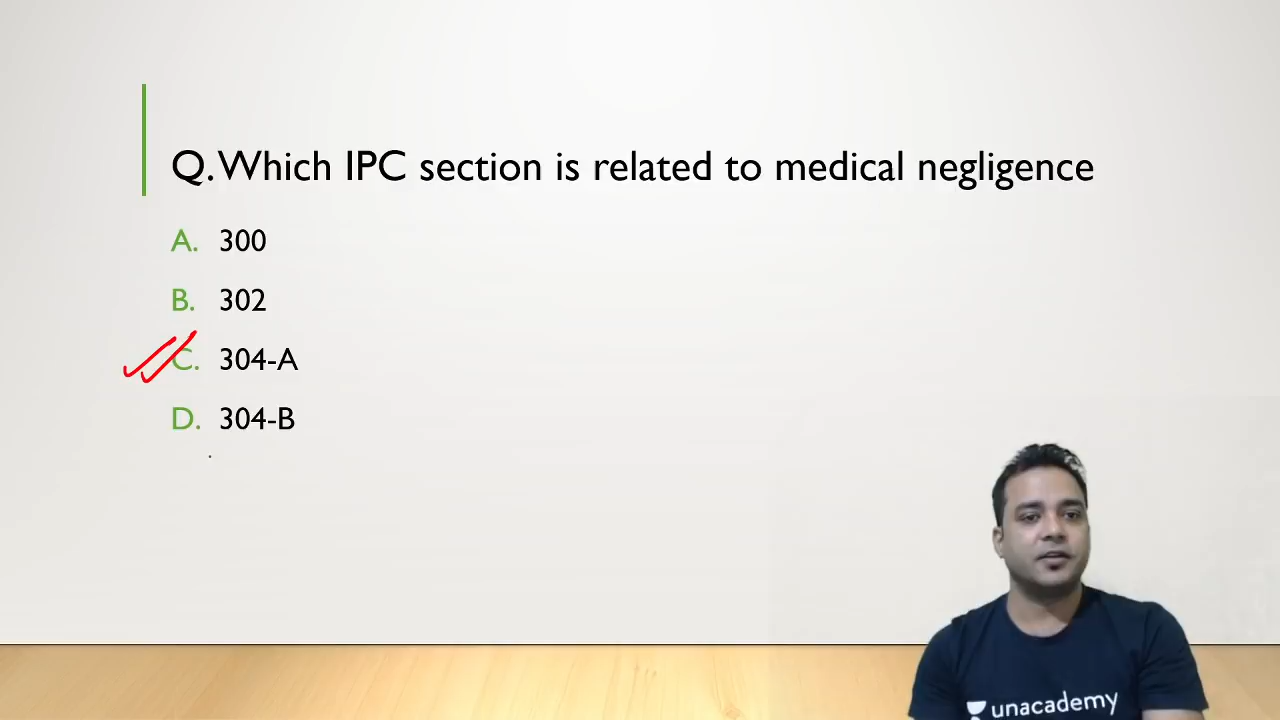 Q. Which IPC section is related to medical negligence
A. 300
B. 302
C. 304-A
D. 304-B
unacademy